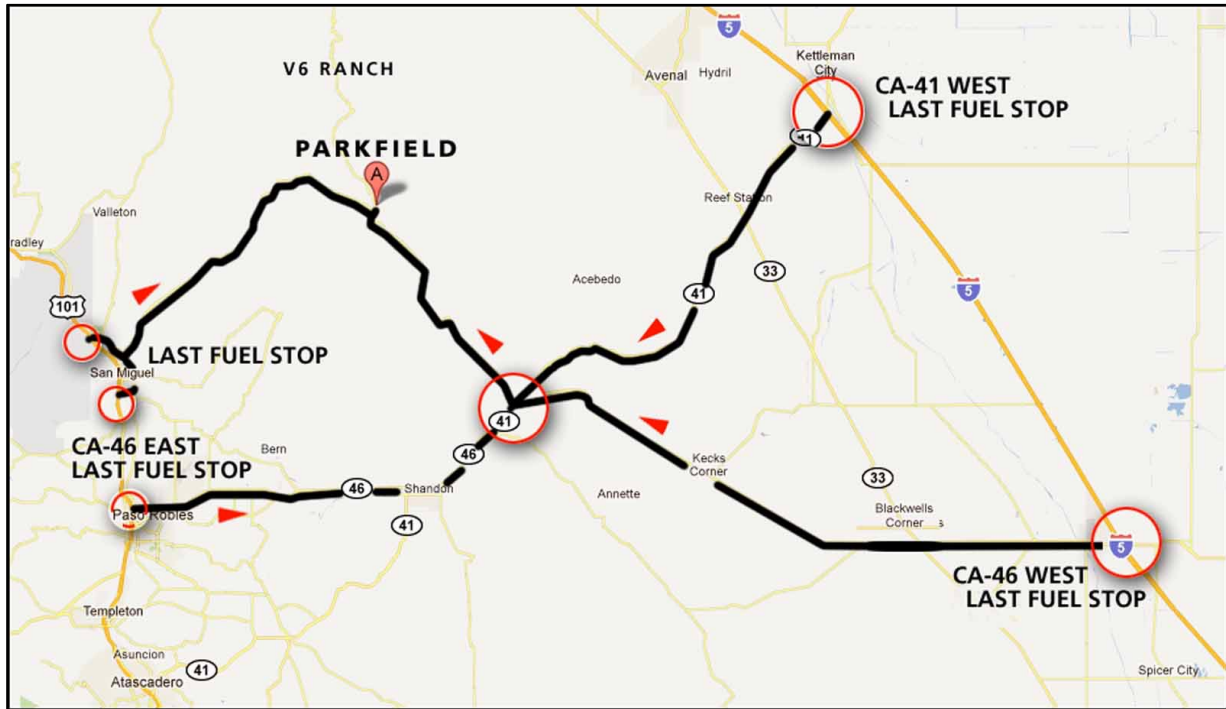 5
Kettleman
City
V6 RANCH
Avenal
Hydril
CA-41 WEST
LAST FUEL STOP
41
PARKFIELD
A
Reef Station
Valleton
radley
33
Acebedo
5
41
101
LAST FUEL STOP
San Miguel
41
CA-46 EAST
LAST FUEL STOP
Bern
46
Kecks
Corner
46
Shandon
Annette
33
Blackwells
Corner
s
Paso Robles
41
5
CA-46 WEST
LAST FUEL STOP
Templeton
Asuncion
41
Atascadero
Spicer City